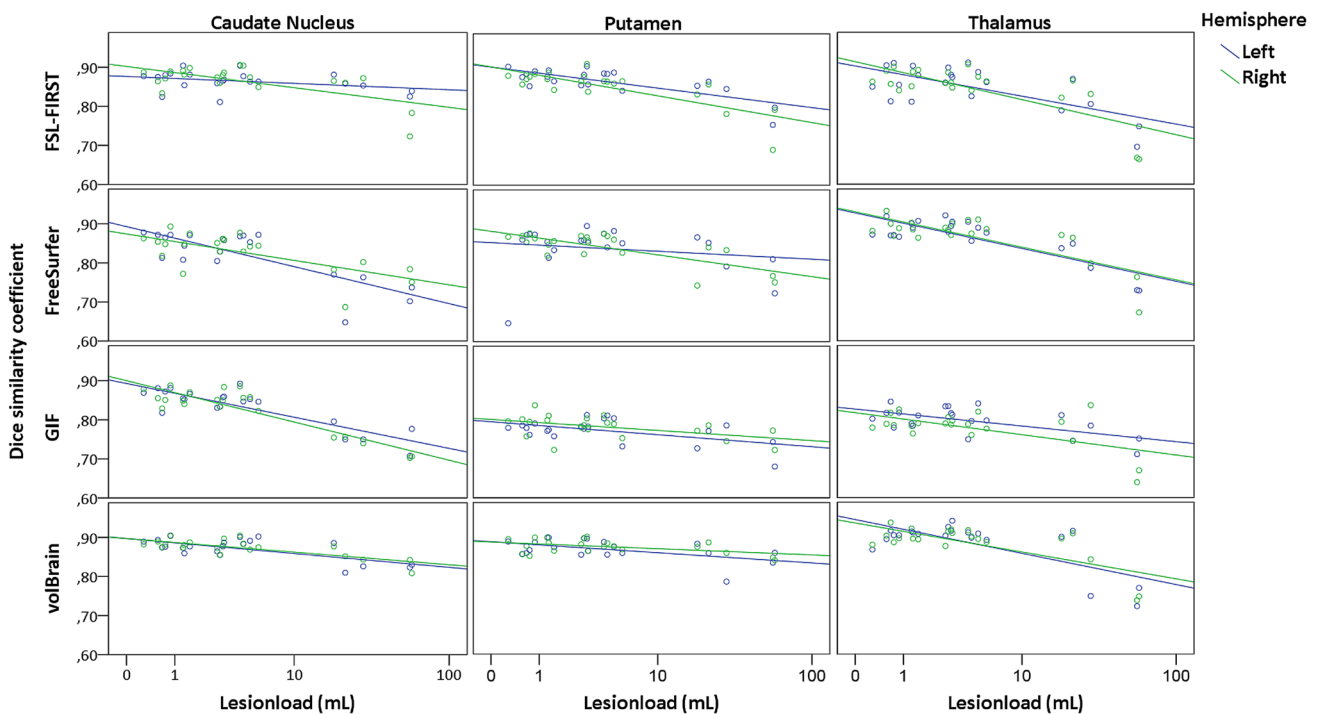 Caudate Nucleus Putamen Thalamus
Hemisphere
Left
Right
Dice similarity coefficient
FSL-FIRST
,90
,80
,70
,60
FreeSurfer
,90
,80
,70
,60
GIF
,90
,80
,70
,60
volBrain
,90
,80
,70
,60
0 1 10 100 0 1 10 100 0 1 10 100
Lesionload (mL) Lesionload (mL) Lesionload (mL)